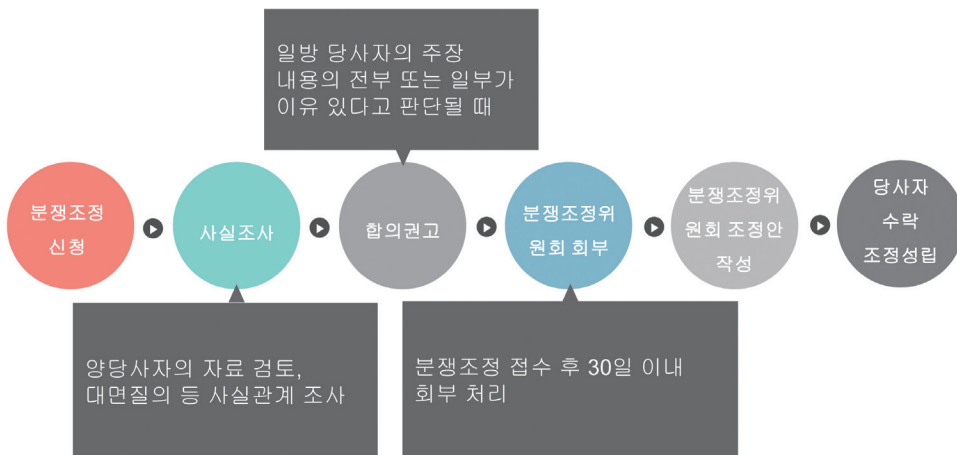 일방 당사자의 주장
내용의 전부 또는 일부가
이유 있다고 판단될 때
분쟁조정
신청
사실조사
합의권고
분쟁조정위
원회 회부
분쟁조정위
원회 조정안
작성
당사자
수락
조정성립
양당사자의 자료 검토,
대면질의 등 사실관계 조사
분쟁조정 접수 후 30일 이내
회부 처리